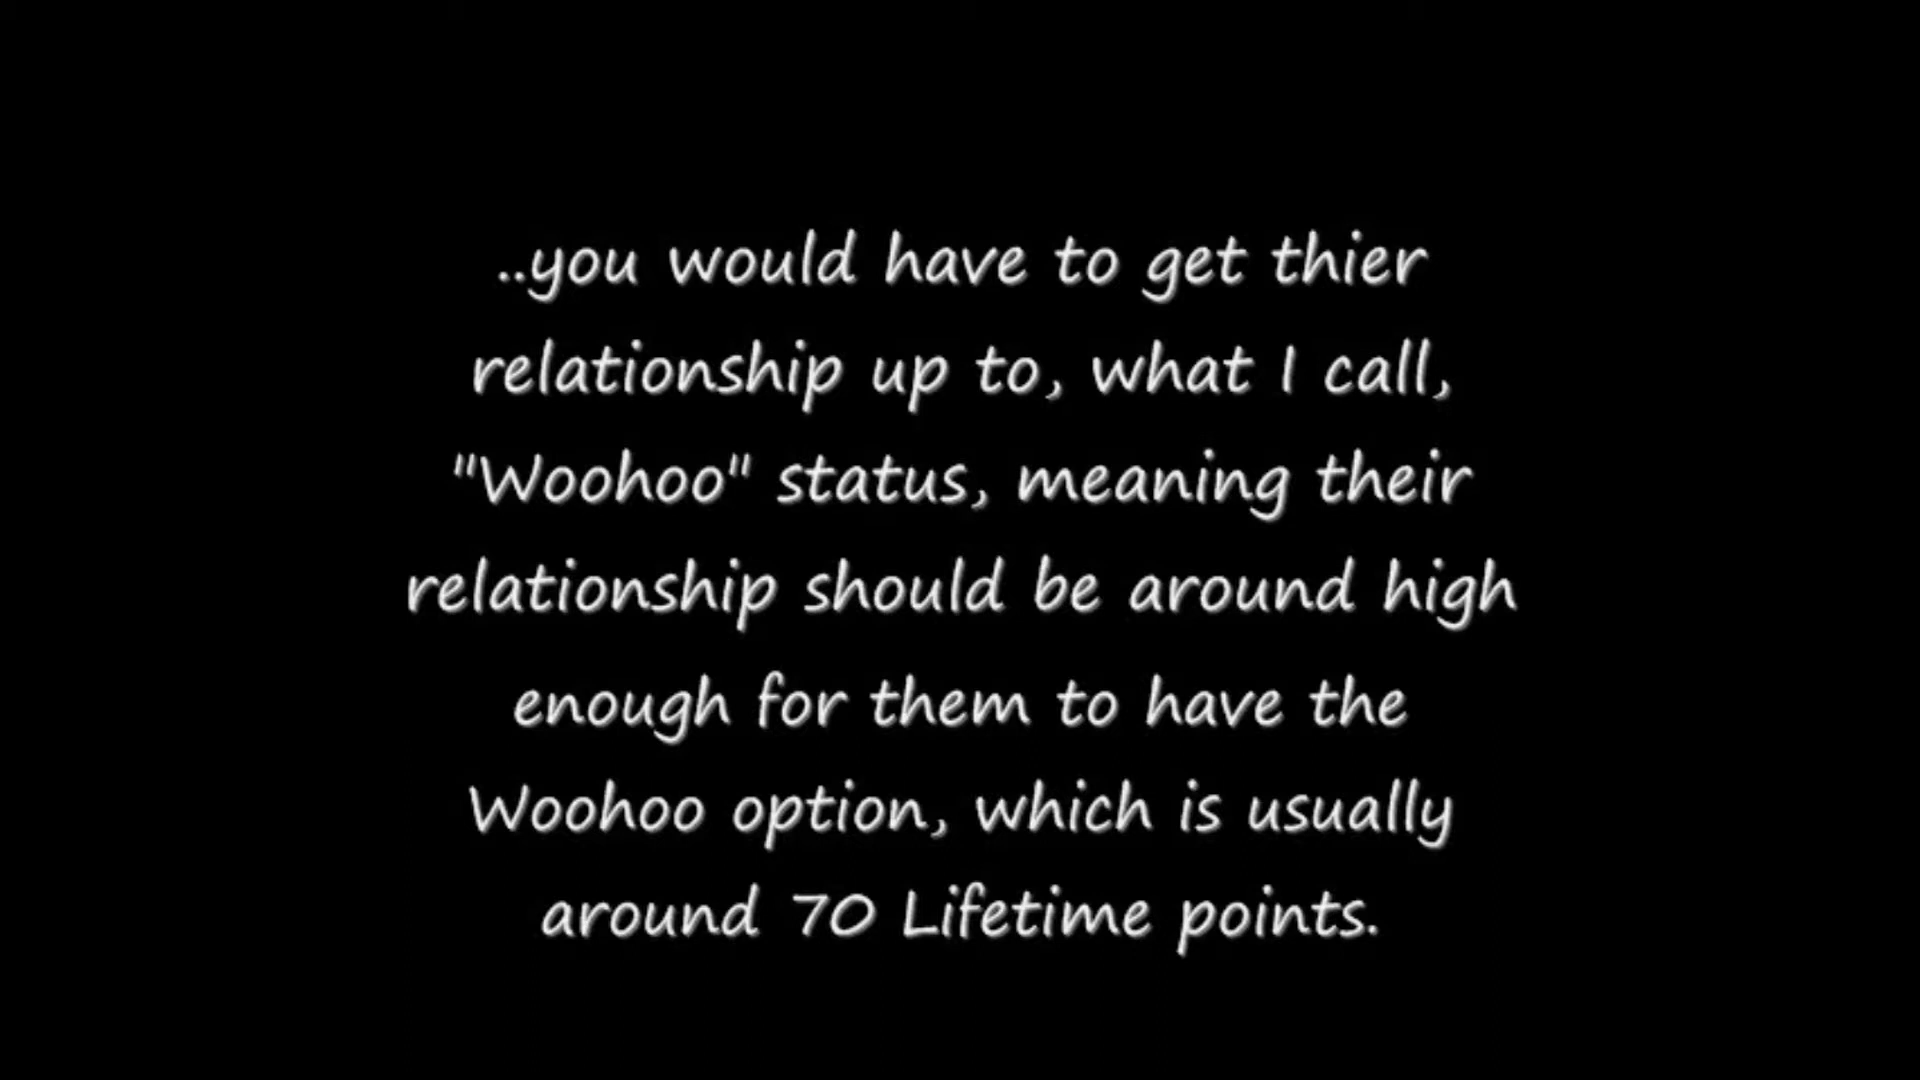 ..you would have to get thier
relationship up to, what I call,
"Woohoo" status, meaning their
relationship should be around high
enough for them to have the
Woohoo option, which is usually
around 70 Lifetime points.